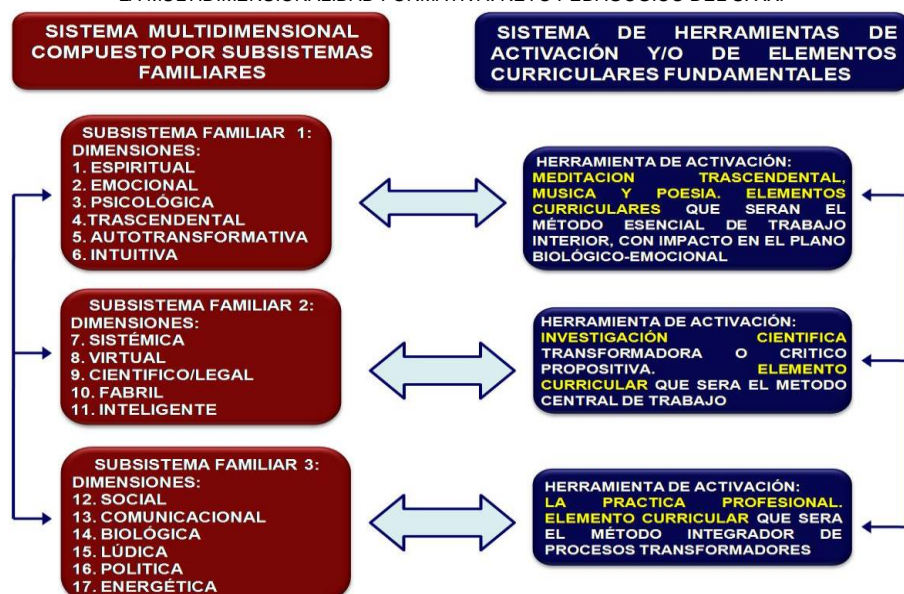 SISTEMA MULTIDIMENSIONAL
COMPUESTO POR SUBSISTEMAS
FAMILIARES
SISTEMA DE HERRAMIENTAS DE
ACTIVACIÓN Y/O DE ELEMENTOS
CURRICULARES FUNDAMENTALES
SUBSISTEMA FAMILIAR 1:
DIMENSIONES:
1. ESPIRITUAL
2. EMOCIONAL
3. PSICOLÓGICA
4.TRASCENDENTAL
5. AUTOTRANSFORMATIVA
6. INTUITIVA
HERRAMIENTA DE ACTIVACIÓN:
MEDITACION TRASCENDENTAL,
MUSICA Y POESIA. ELEMENTOS
CURRICULARES QUE SERAN EL
MÉTODO ESENCIAL DE TRABAJO
INTERIOR, CON IMPACTO EN EL PLANO
BIOLÓGICO-EMOCIONAL
SUBSISTEMA FAMILIAR 2:
DIMENSIONES:
7. SISTÉMICA
8. VIRTUAL
9. CIENTIFICO/LEGAL
10. FABRIL
11. INTELIGENTE
HERRAMIENTA DE ACTIVACIÓN:
INVESTIGACIÓN CIENTIFICA
TRANSFORMADORA O CRITICO
PROPOSITIVA. ELEMENTO
CURRICULAR QUE SERA EL METODO
CENTRAL DE TRABAJO
SUBSISTEMA FAMILIAR 3:
DIMENSIONES:
12. SOCIAL
13. COMUNICACIONAL
14. BIOLÓGICA
15. LÚDICA
16. POLITICA
17. ENERGÉTICA
HERRAMIENTA DE ACTIVACIÓN:
LA PRACTICA PROFESIONAL.
ELEMENTO CURRICULAR QUE SERA
EL MÉTODO INTEGRADOR DE
PROCESOS TRANSFORMADORES